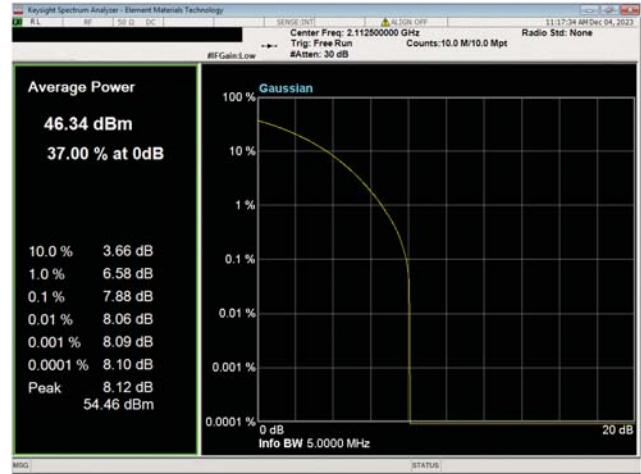 Keysight Spectrum Analyzer - Element Materials Technology
RL RF 50 Ω DC SENSE:INT ALIGN OFF 11:17:34 AM Dec 04, 2023
Center Freq: 2.112500000 GHz Radio Std: None
Trig: Free Run Counts:10.0 M/10.0 Mpt
#IFGain:Low #Atten: 30 dB
Average Power
46.34 dBm
37.00 % at 0dB
10.0 % 3.66 dB
1.0 % 6.58 dB
0.1 % 7.88 dB
0.01 % 8.06 dB
0.001 % 8.09 dB
0.0001 % 8.10 dB
Peak 8.12 dB
54.46 dBm
Gaussian
100 %
10 %
1 %
0.1 %
0.01 %
0.001 %
0.0001 %
0 dB 20 dB
Info BW 5.0000 MHz
MSG STATUS